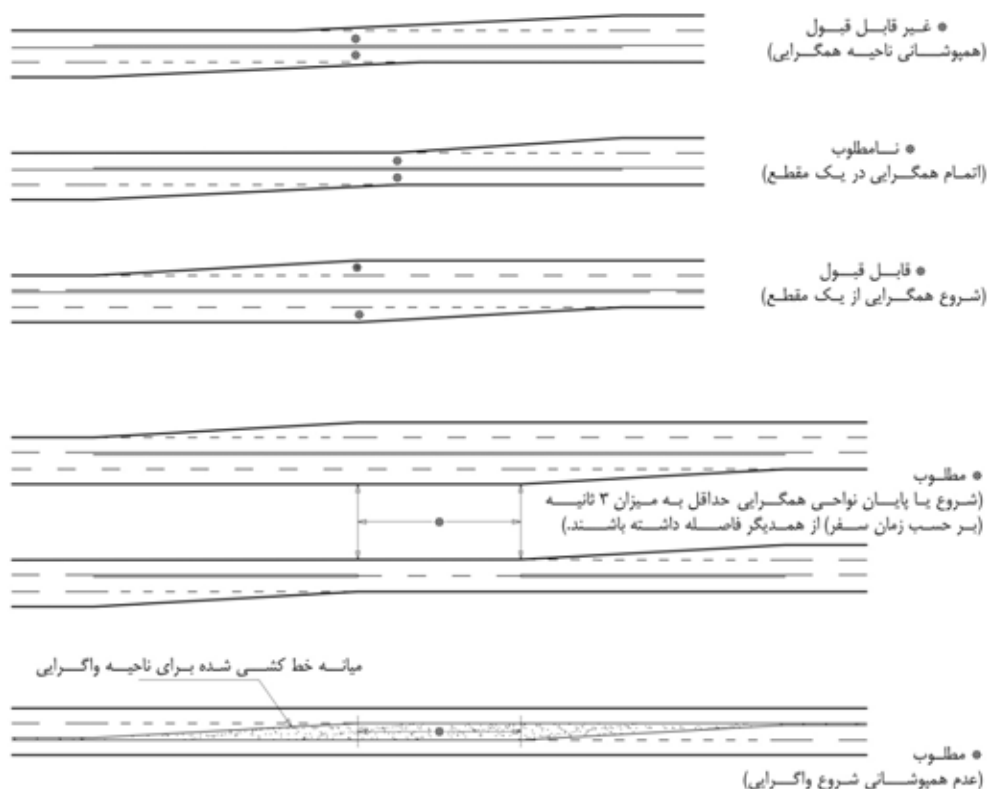 ● غیر قابل قبول
(همپوشانی ناحیه همگرایی)
● نامطلوب
(اتمام همگرایی در یک مقطع)
● قابل قبول
(شروع همگرایی از یک مقطع)
● مطلوب
(شروع یا پایان نواحی همگرایی حداقل به میزان ۳ ثانیه
(بر حسب زمان سفر) از همدیگر فاصله داشته باشند.)
میانه خط کشی شده برای ناحیه واگرایی
● مطلوب
(عدم همپوشانی شروع واگرایی)